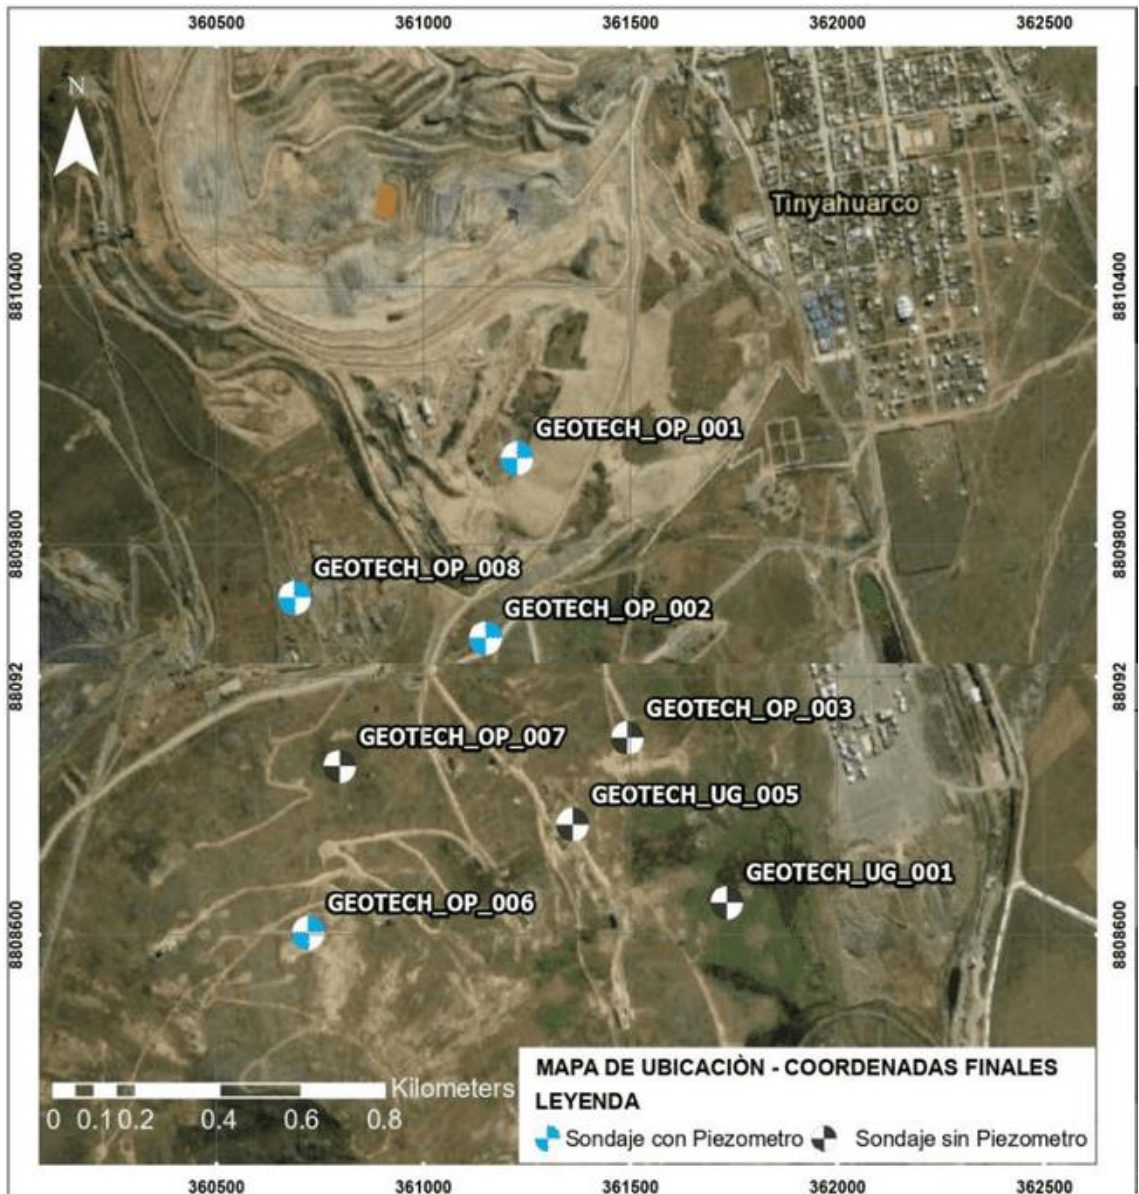 360500 361000 361500 362000 362500
N
Tinyahuarco
8810400 8810400
GEOTECH_OP_001
8809800 8809800
GEOTECH_OP_008
GEOTECH_OP_002
88092 88092
GEOTECH_OP_003
GEOTECH_OP_007
GEOTECH_UG_005
GEOTECH_UG_001
GEOTECH_OP_006
8808600 8808600
MAPA DE UBICACIÒN - COORDENADAS FINALES
Kilometers
LEYENDA
0 0.1 0.2 0.4 0.6 0.8
Sondaje con Piezometro Sondaje sin Piezometro
360500 361000 361500 362000 362500